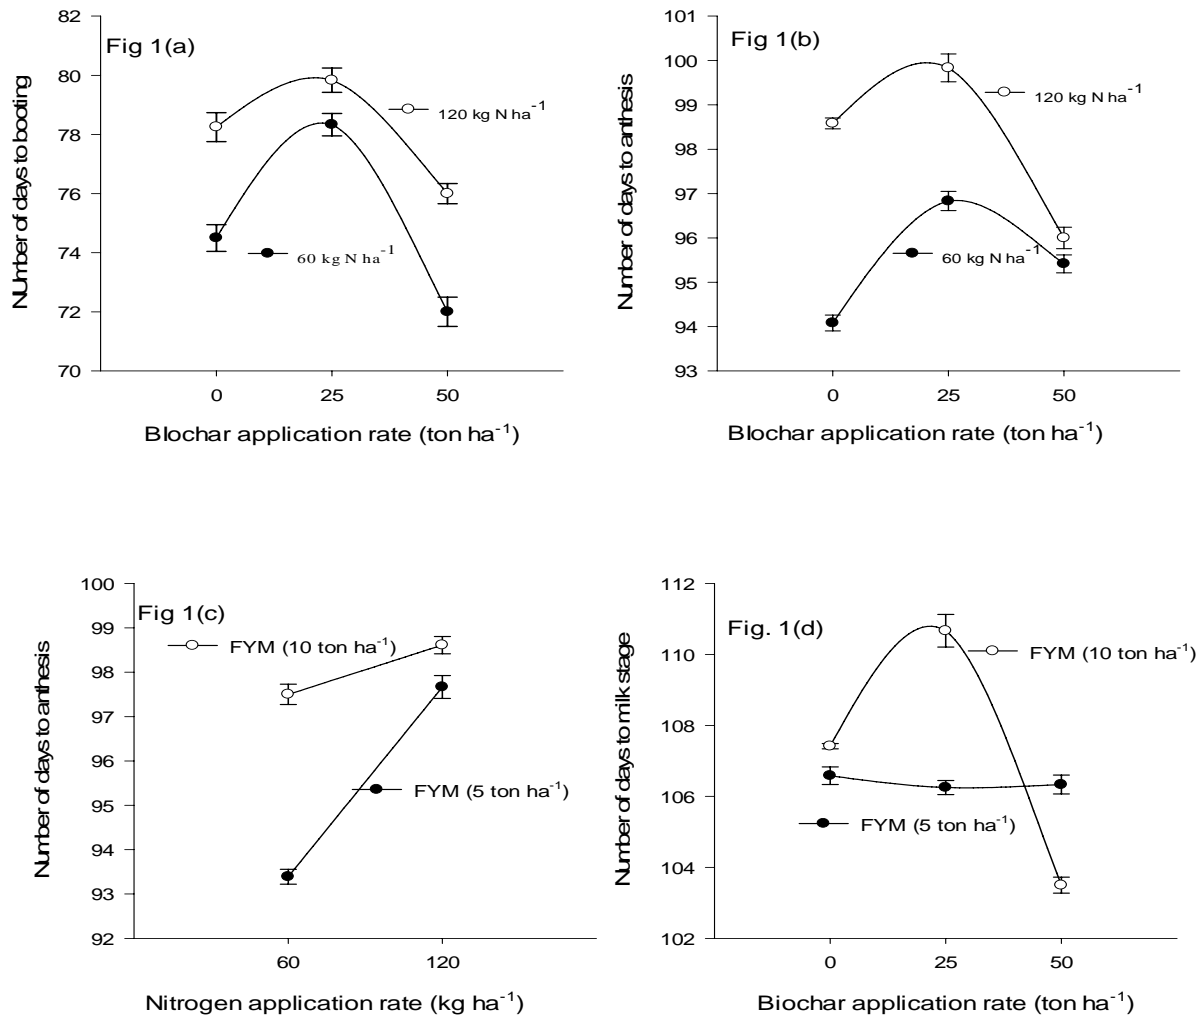 82
Fig 1(a)
80
120 kg N ha⁻¹
78
76
74
60 kg N ha⁻¹
72
70
0 25 50
NUmber of days to booting
Blochar application rate (ton ha⁻¹)
101
Fig 1(b)
100
99
120 kg N ha⁻¹
98
97
96
60 kg N ha⁻¹
95
94
93
0 25 50
Number of days to anthesis
Blochar application rate (ton ha⁻¹)
100
Fig 1(c)
99
FYM (10 ton ha⁻¹)
98
97
96
95
FYM (5 ton ha⁻¹)
94
93
92
60 120
Number of days to anthesis
Nitrogen application rate (kg ha⁻¹)
112
Fig. 1(d)
110
FYM (10 ton ha⁻¹)
108
106
FYM (5 ton ha⁻¹)
104
102
0 25 50
Number of days to milk stage
Biochar application rate (ton ha⁻¹)